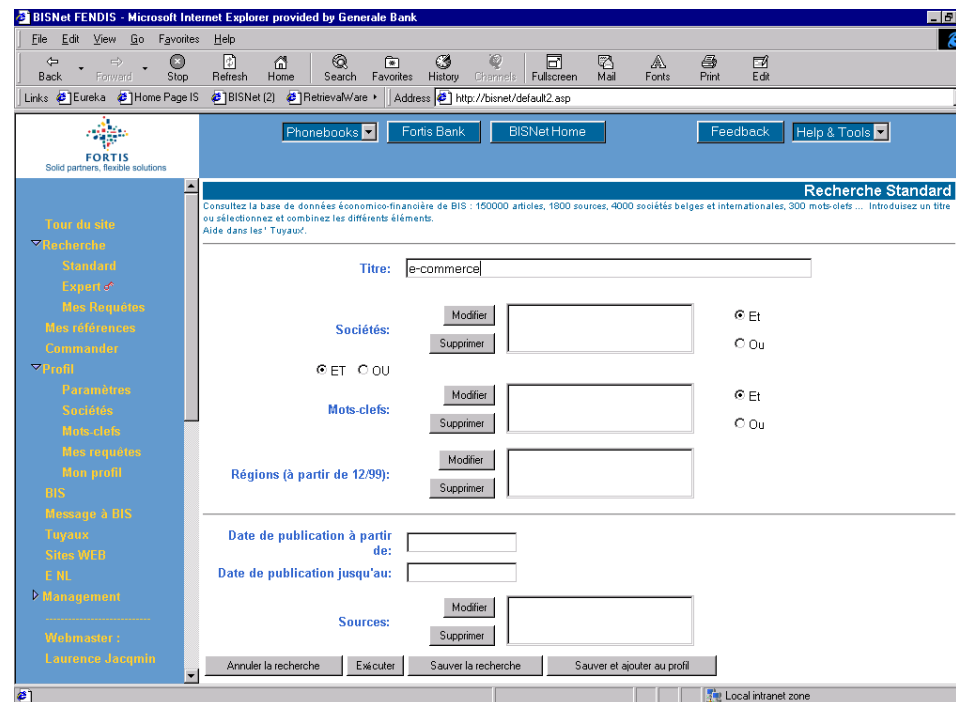 BISNet FENDIS - Microsoft Internet Explorer provided by Generale Bank
File Edit View Go Favorites Help
Back Forward Stop Refresh Home Search Favorites History Channels Fullscreen Mail Fonts Print Edit
Links Eureka Home Page IS BISNet (2) RetrievalWare Address http://bisnet/default2.asp
FORTIS
Solid partners, flexible solutions
Phonebooks Fortis Bank BISNet Home Feedback Help & Tools
Recherche Standard
Consultez la base de données économico-financière de BIS : 150000 articles, 1800 sources, 4000 sociétés belges et internationales, 300 mots-clefs ... Introduisez un titre
ou sélectionnez et combinez les différents éléments.
Aide dans les ' Tuyaux'.
Tour du site
Recherche
Standard
Expert
Mes Requêtes
Mes références
Commander
Profil
Paramètres
Sociétés
Mots-clefs
Mes requêtes
Mon profil
BIS
Message à BIS
Tuyaux
Sites WEB
E NL
Management
----------------------------
Webmaster :
Laurence Jacqmin
Titre: e-commerce
Modifier Et
Sociétés:
Supprimer Ou
ET OU
Modifier Et
Mots-clefs:
Supprimer Ou
Modifier
Régions (à partir de 12/99):
Supprimer
Date de publication à partir
de:
Date de publication jusqu'au:
Modifier
Sources:
Supprimer
Annuler la recherche Exécuter Sauver la recherche Sauver et ajouter au profil
Local intranet zone